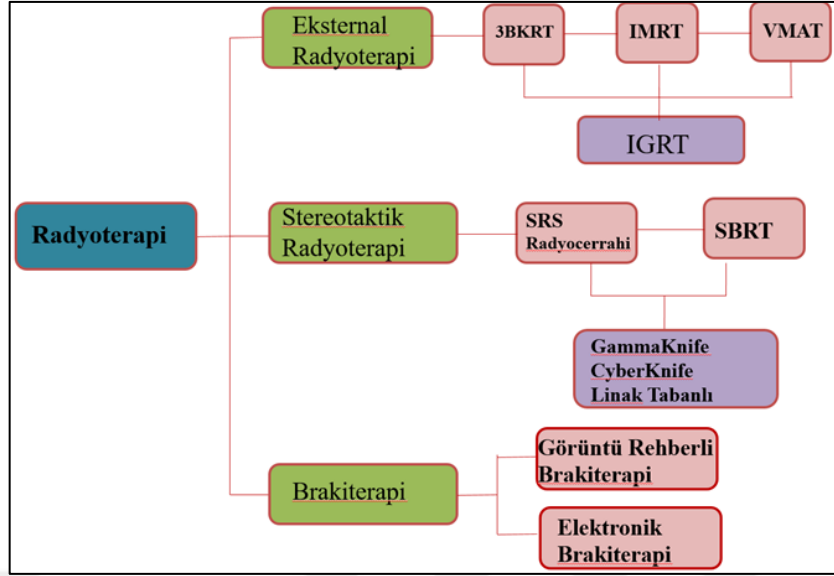 Radyoterapi
Eksternal
Radyoterapi
3BKRT
IMRT
VMAT
IGRT
Stereotaktik
Radyoterapi
SRS
Radyocerrahi
SBRT
GammaKnife
CyberKnife
Linak Tabanlı
Brakiterapi
Görüntü Rehberli
Brakiterapi
Elektronik
Brakiterapi